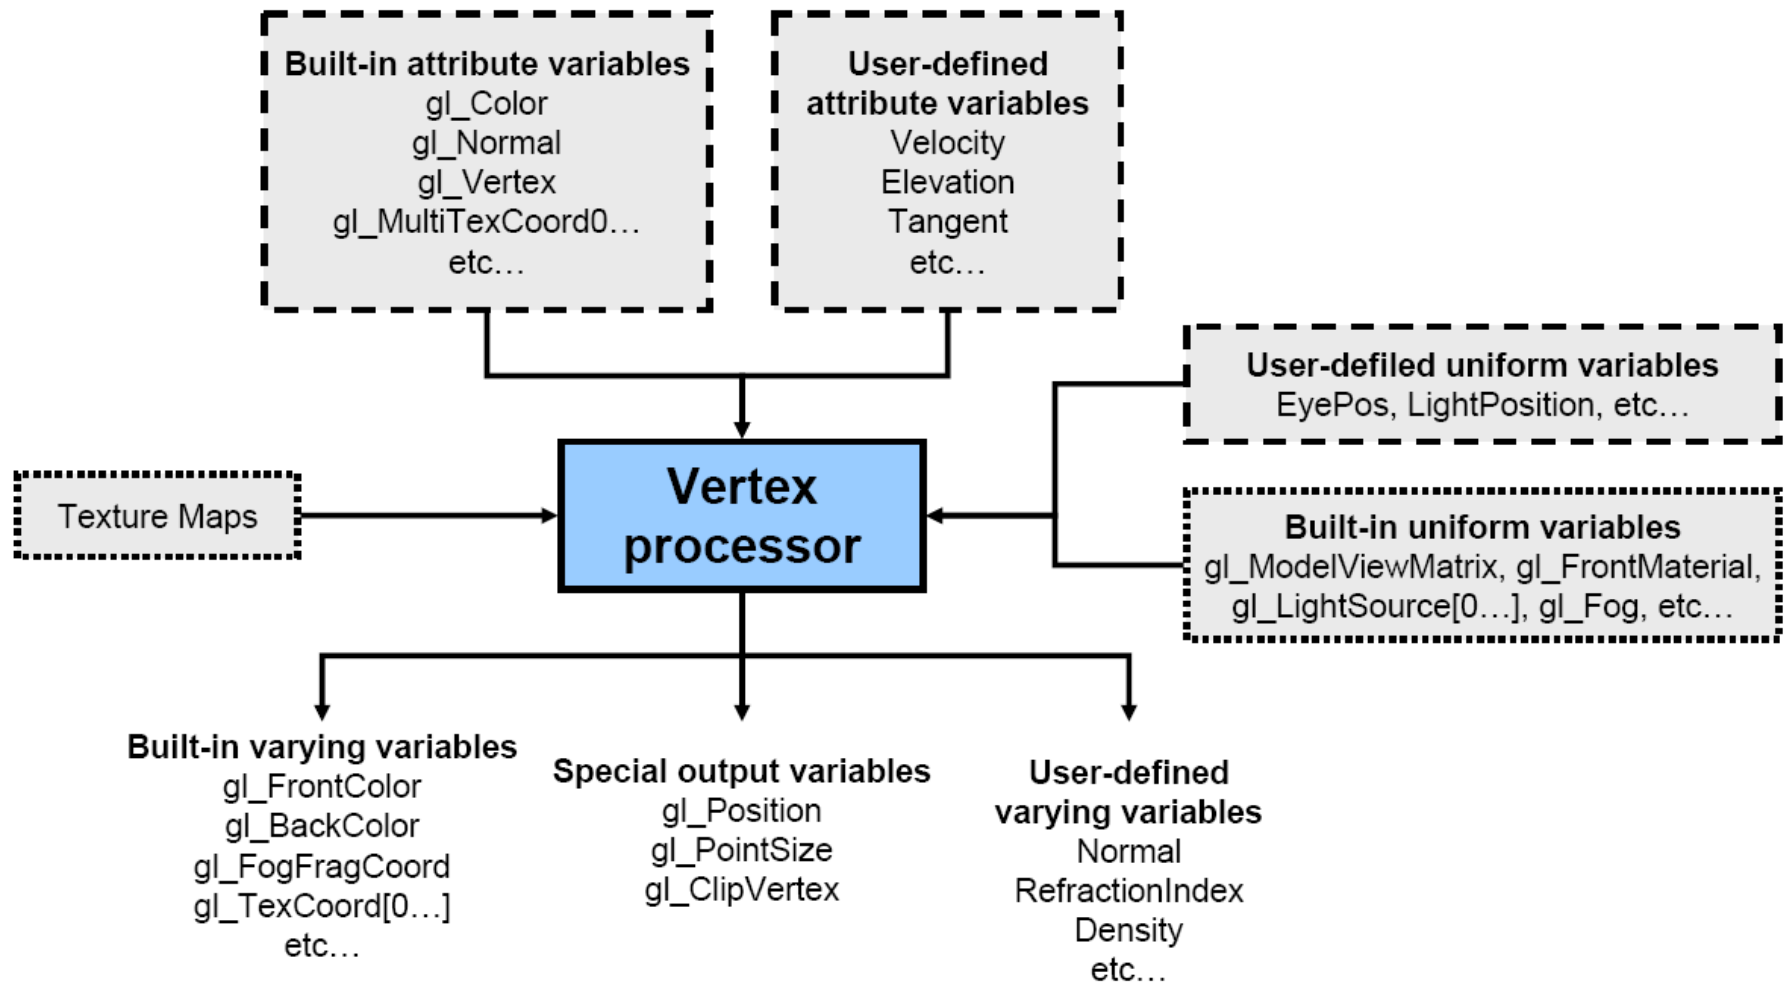 Built-in attribute variables
gl_Color
gl_Normal
gl_Vertex
gl_MultiTexCoord0...
etc...
User-defined
attribute variables
Velocity
Elevation
Tangent
etc...
User-defiled uniform variables
EyePos, LightPosition, etc...
Texture Maps
Vertex
processor
Built-in uniform variables
gl_ModelViewMatrix, gl_FrontMaterial,
gl_LightSource[0...], gl_Fog, etc...
Built-in varying variables
gl_FrontColor
gl_BackColor
gl_FogFragCoord
gl_TexCoord[0...]
etc...
Special output variables
gl_Position
gl_PointSize
gl_ClipVertex
User-defined
varying variables
Normal
RefractionIndex
Density
etc...